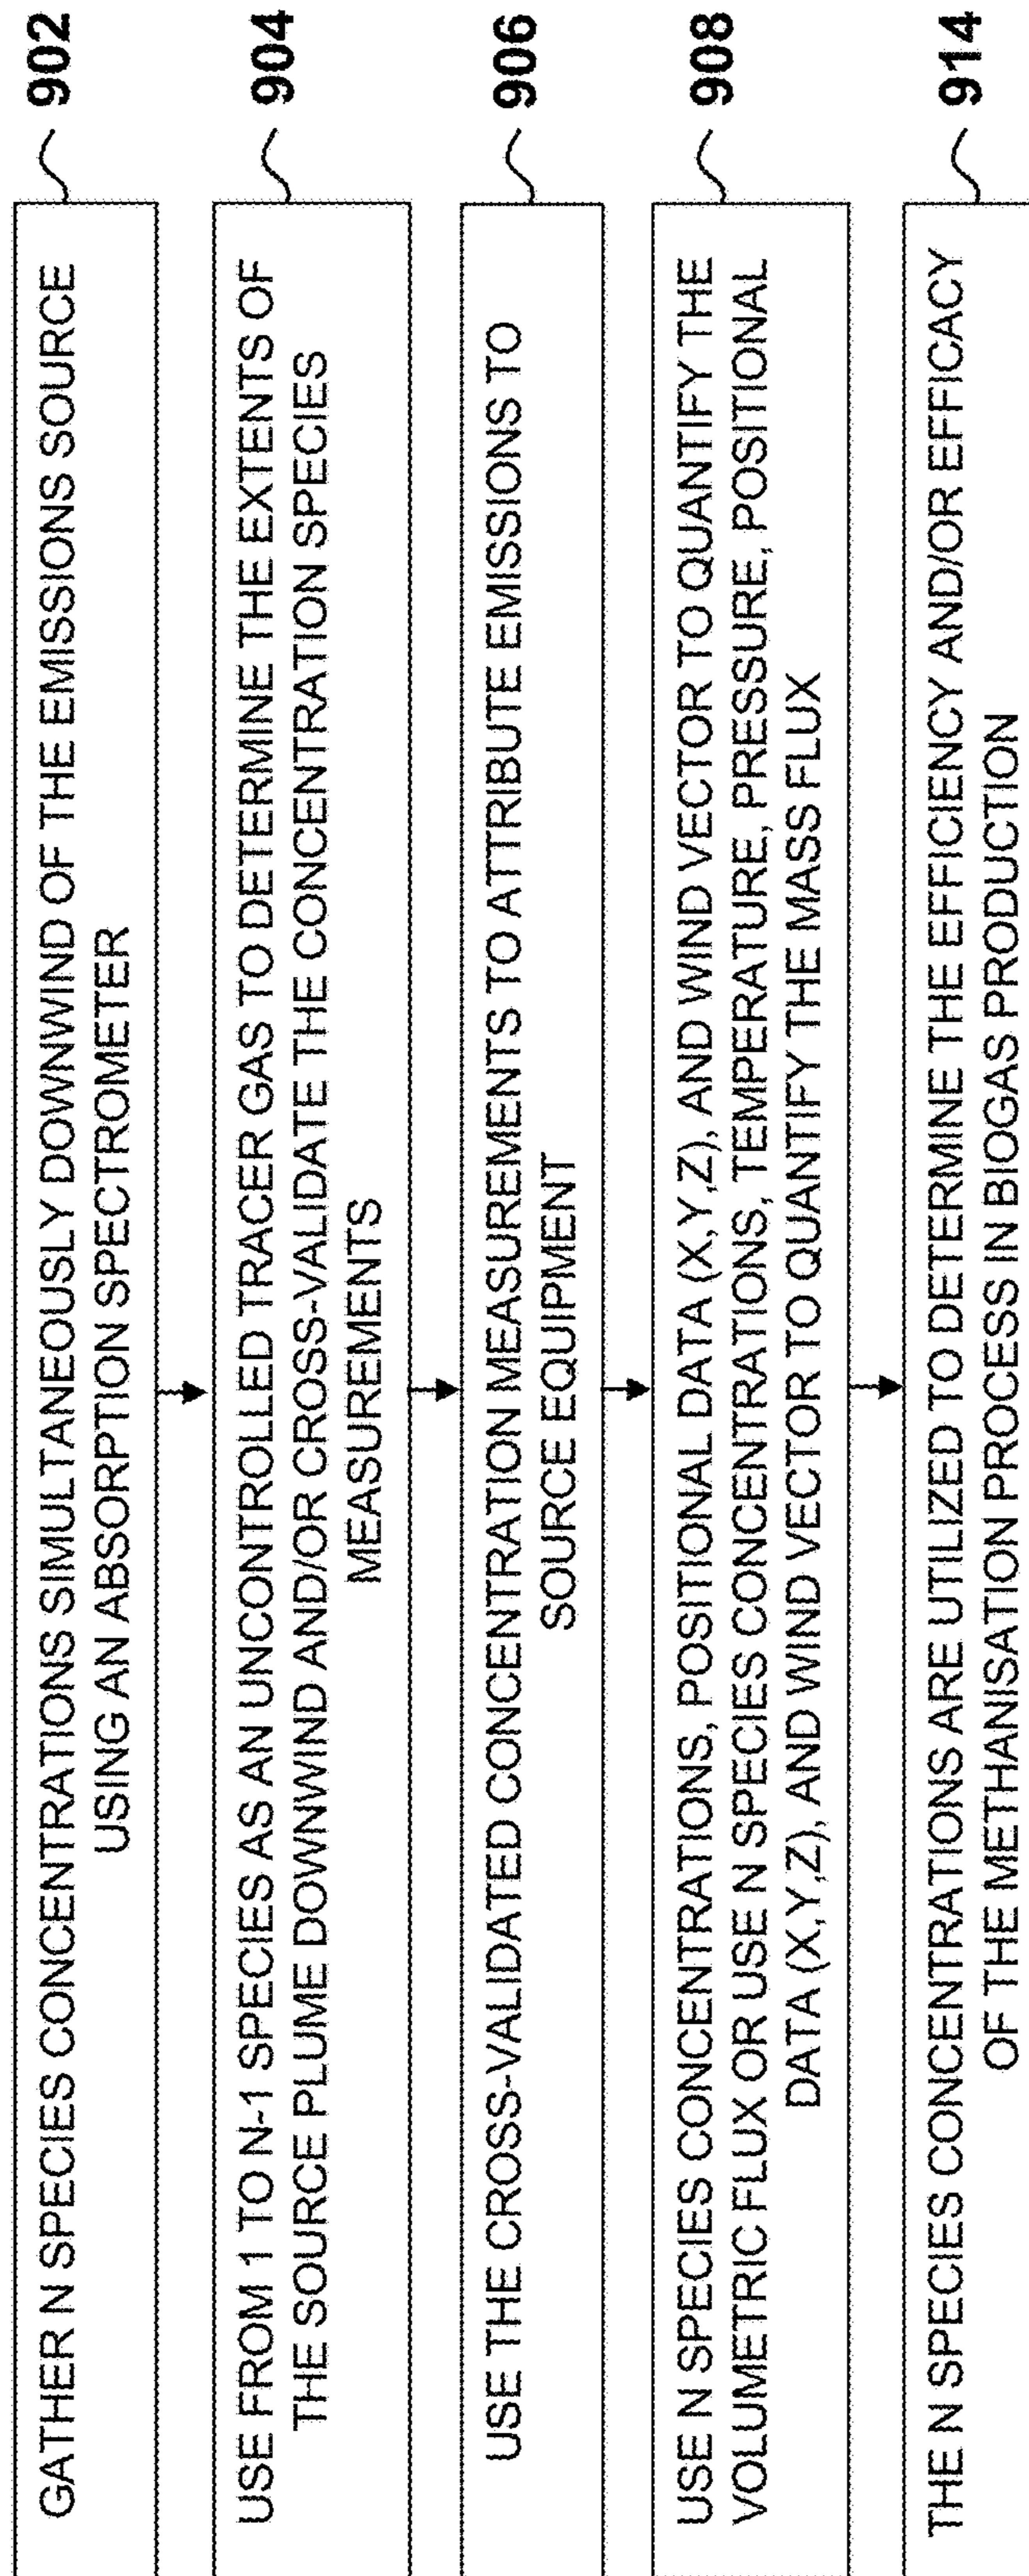 GATHER N SPECIES CONCENTRATIONS SIMULTANEOUSLY DOWNWIND OF THE EMISSIONS SOURCE
USING AN ABSORPTION SPECTROMETER
902
USE FROM 1 TO N-1 SPECIES AS AN UNCONTROLLED TRACER GAS TO DETERMINE THE EXTENTS OF
THE SOURCE PLUME DOWNWIND AND/OR CROSS-VALIDATE THE CONCENTRATION SPECIES
MEASUREMENTS
904
USE THE CROSS-VALIDATED CONCENTRATION MEASUREMENTS TO ATTRIBUTE EMISSIONS TO
SOURCE EQUIPMENT
906
USE N SPECIES CONCENTRATIONS, POSITIONAL DATA (X,Y,Z), AND WIND VECTOR TO QUANTIFY THE
VOLUMETRIC FLUX OR USE N SPECIES CONCENTRATIONS, TEMPERATURE, PRESSURE, POSITIONAL
DATA (X,Y,Z), AND WIND VECTOR TO QUANTIFY THE MASS FLUX
908
THE N SPECIES CONCENTRATIONS ARE UTILIZED TO DETERMINE THE EFFICIENCY AND/OR EFFICACY
OF THE METHANISATION PROCESS IN BIOGAS PRODUCTION
914